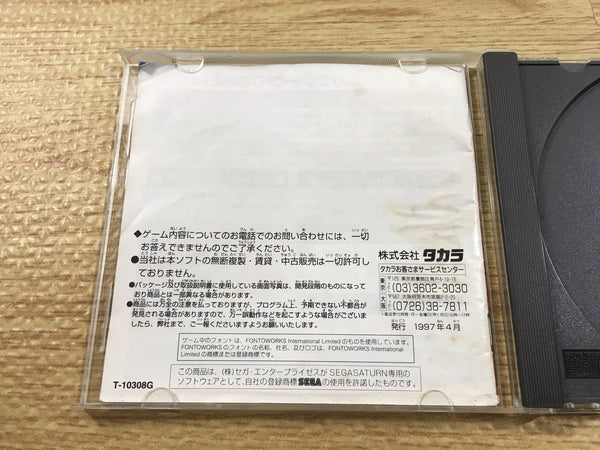 ◆ゲーム内容についてのお電話でのお問い合わせには、一切
お答えできませんのでご了承ください。
●当社は本ソフトの無断複製・賃貸・中古販売は一切許可し
ておりません。
●パッケージ及び取扱説明書に使用している画面写真は、開発段階のものになって
おり商品とは一部異なる場合があります。
●商品には万全の注意を払っておりますが、プログラム上、予期できない不都合が
発見される場合がありますので、万一誤動作などを起こすような場合がございまし
たら、弊社まで、ご一報くださいますようお願いいたします。
株式会社 タカラ
タカラお客さまサービスセンター
東京
(03)3602-3030
大阪
(0726)38-7811
発行 1997年4月
ゲーム中のフォントは、FONTOWORKS International Limitedのものを使用しています。
FONTOWORKSのフォントの名称、社名、及びロゴは、FONTOWORKS International
Limitedの商標または登録商標です。
この商品は、(株)セガ・エンタープライゼスが SEGASATURN専用の
ソフトウェアとして、自社の登録商標 SEGA の使用を許諾したものです。
T-10308G